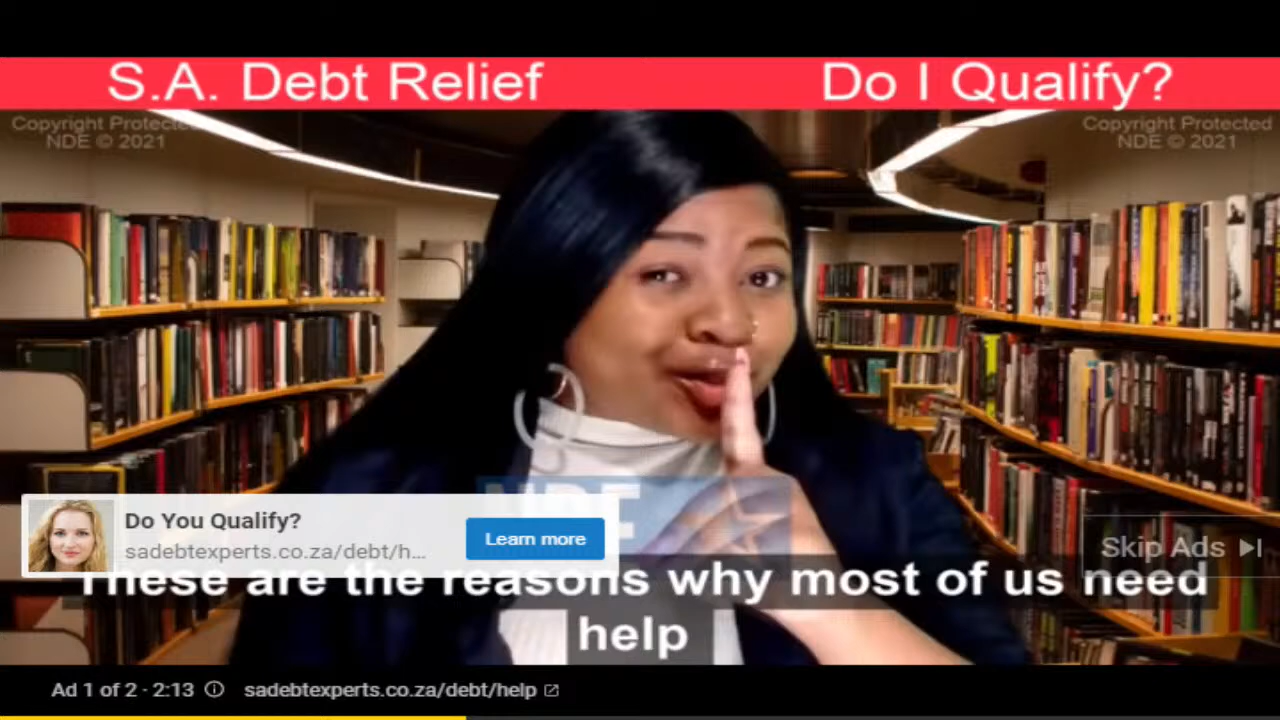 S.A. Debt Relief
Do I Qualify?
Copyright Protected
NDE © 2021
Copyright Protected
NDE © 2021
NDE
Do You Qualify?
sadebtexperts.co.za/debt/h...
Learn more
Skip Ads
These are the reasons why most of us need
help
Ad 1 of 2 · 2:13
sadebtexperts.co.za/debt/help